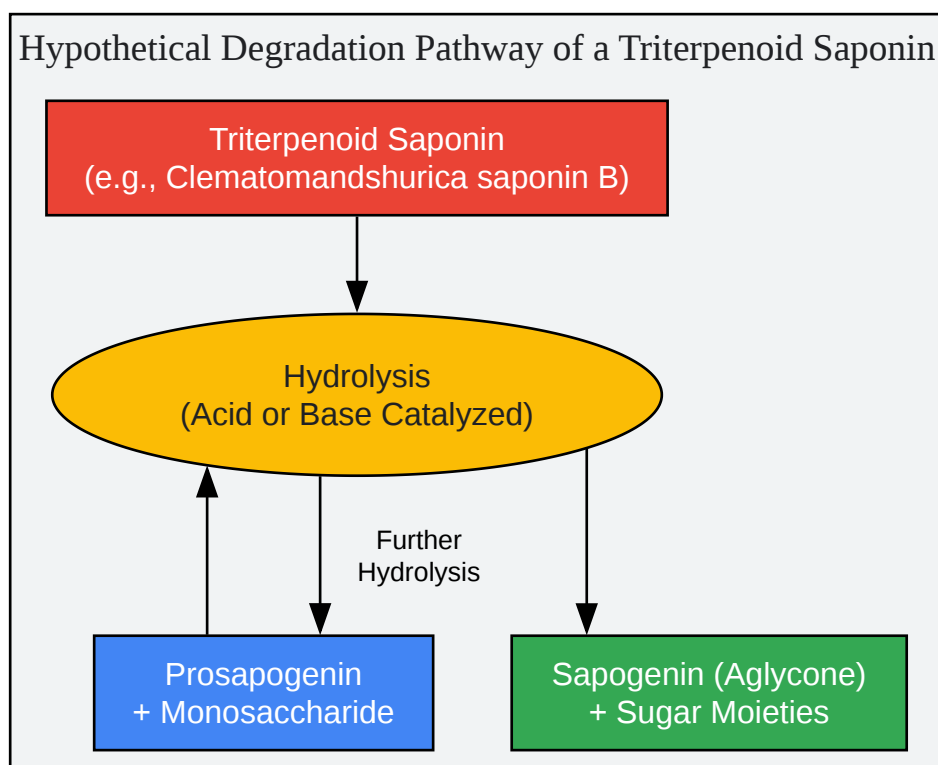 Hypothetical Degradation Pathway of a Triterpenoid Saponin
Triterpenoid Saponin
(e.g., Clematomandshurica saponin B)
Hydrolysis
(Acid or Base Catalyzed)
Further
Hydrolysis
Prosapogenin
+ Monosaccharide
Sapogenin (Aglycone)
+ Sugar Moieties